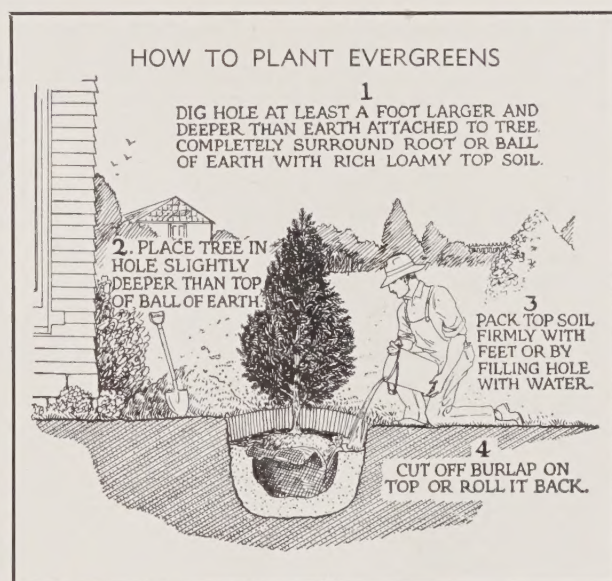 HOW TO PLANT EVERGREENS
1
DIG HOLE AT LEAST A FOOT LARGER AND
DEEPER THAN EARTH ATTACHED TO TREE.
COMPLETELY SURROUND ROOT OR BALL
OF EARTH WITH RICH LOAMY TOP SOIL.
2. PLACE TREE IN
HOLE SLIGHTLY
DEEPER THAN TOP
OF BALL OF EARTH.
3
PACK TOP SOIL
FIRMLY WITH
FEET OR BY
FILLING HOLE
WITH WATER.
4
CUT OFF BURLAP ON
TOP OR ROLL IT BACK.